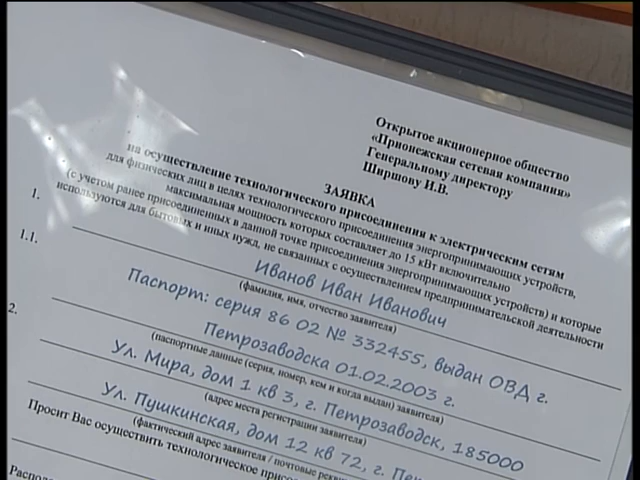 Открытое акционерное общество
«Прионежская сетевая компания»
Генеральному директору
Ширшову И.В.
ЗАЯВКА
на осуществление технологического присоединения к электрическим сетям
для физических лиц в целях технологического присоединения энергопринимающих устройств,
максимальная мощность которых составляет до 15 кВт включительно
(с учетом ранее присоединенных в данной точке присоединения энергопринимающих устройств) и которые
используются для бытовых и иных нужд, не связанных с осуществлением предпринимательской деятельности
1.
Иванов Иван Иванович
(фамилия, имя, отчество заявителя)
1.1.
Паспорт: серия 86 02 № 332455, выдан ОВД г.
Петрозаводска 01.02.2003 г.
(паспортные данные (серия, номер, кем и когда выдан) заявителя)
2.
Ул. Мира, дом 1 кв 3, г. Петрозаводск, 185000
(адрес места регистрации заявителя)
Ул. Пушкинская, дом 12 кв 72, г.
(фактический адрес заявителя / почтовые
Просит Вас осуществить технологическое